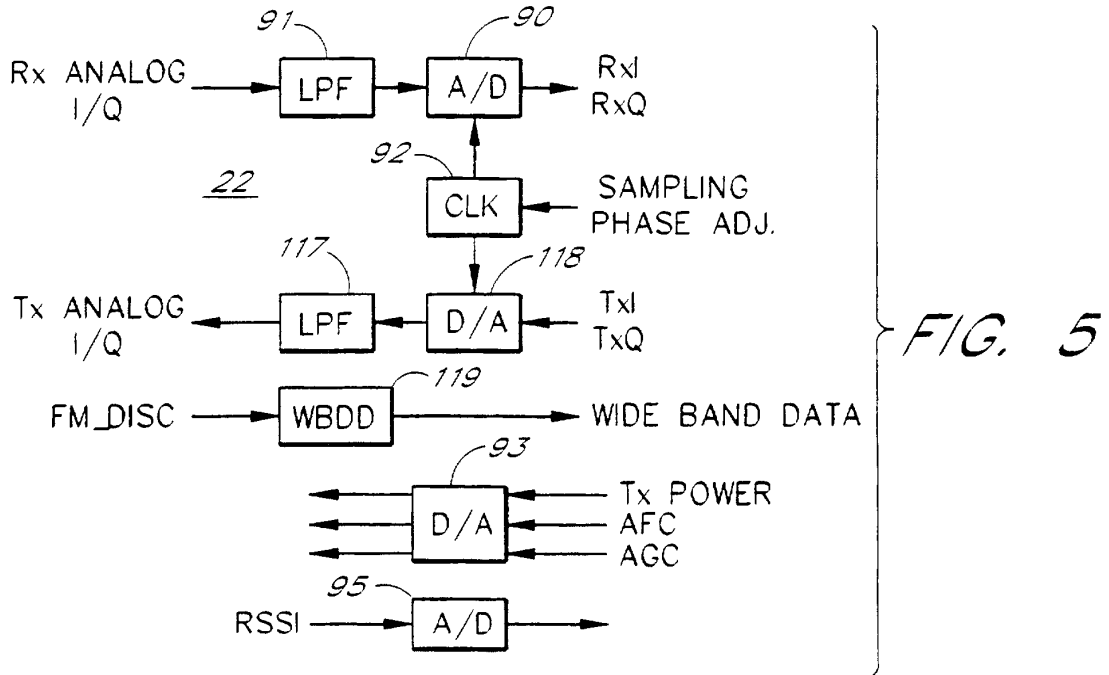 91
90
Rx ANALOG
I/Q
LPF
A/D
RxI
RxQ
92
22
CLK
SAMPLING
PHASE ADJ.
117
118
Tx ANALOG
I/Q
LPF
D/A
TxI
TxQ
FIG. 5
119
FM_DISC
WBDD
WIDE BAND DATA
93
D/A
Tx POWER
AFC
AGC
95
RSSI
A/D